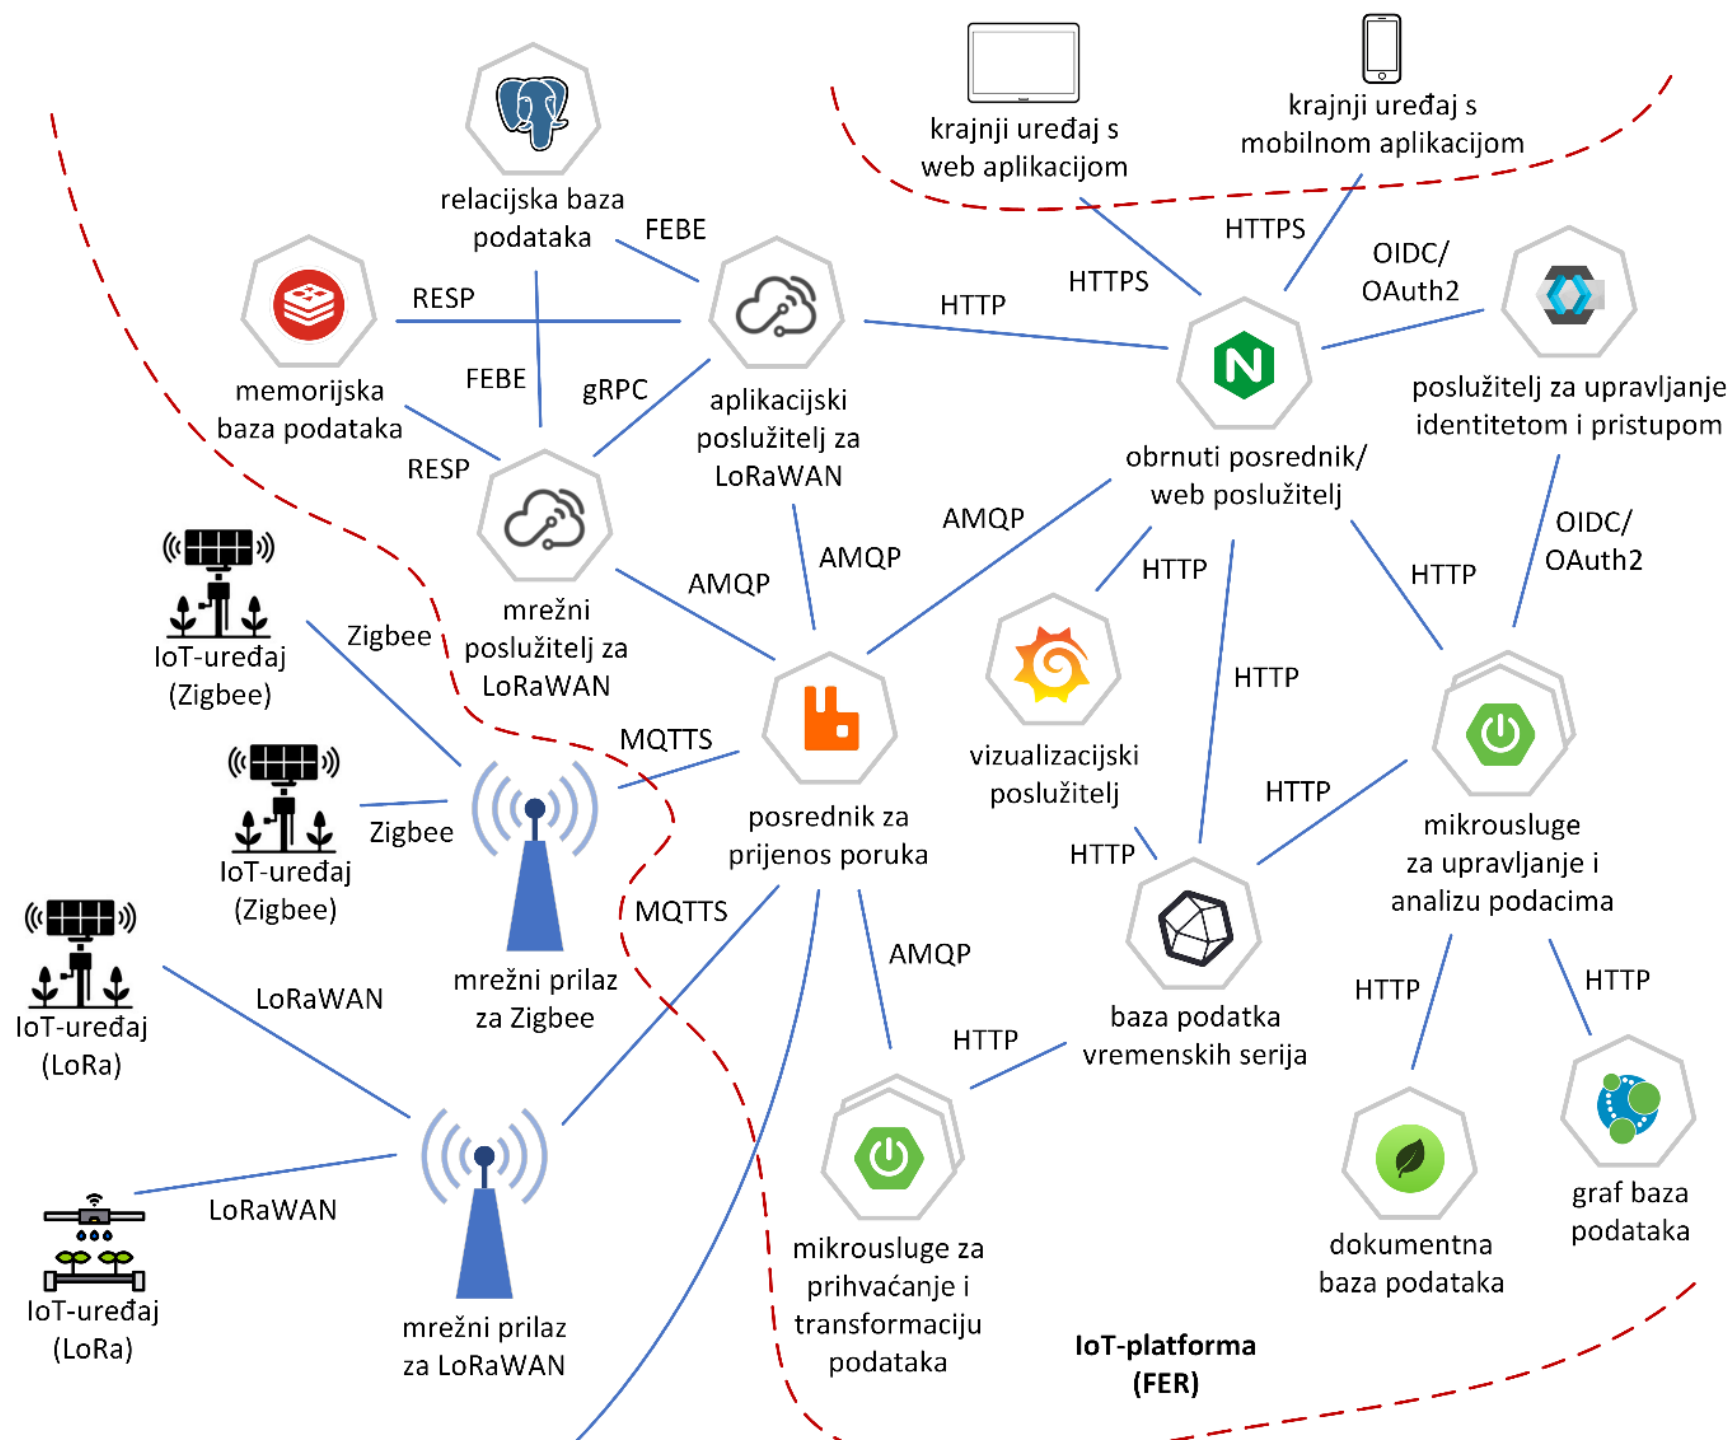 krajnji uređaj s
web aplikacijom
krajnji uređaj s
mobilnom aplikacijom
relacijska baza
podataka
FEBE
HTTPS
HTTPS
OIDC/
OAuth2
RESP
HTTP
memorijska
baza podataka
FEBE
gRPC
RESP
aplikacijski
poslužitelj za
LoRaWAN
poslužitelj za upravljanje
identitetom i pristupom
obrnuti posrednik/
web poslužitelj
AMQP
AMQP
AMQP
HTTP
HTTP
OIDC/
OAuth2
mrežni
poslužitelj za
LoRaWAN
IoT-uređaj
(Zigbee)
Zigbee
HTTP
MQTTS
vizualizacijski
poslužitelj
HTTP
HTTP
posrednik za
prijenos poruka
mikrousluge
za upravljanje i
analizu podacima
Zigbee
IoT-uređaj
(Zigbee)
MQTTS
AMQP
mrežni prilaz
za Zigbee
LoRaWAN
IoT-uređaj
(LoRa)
HTTP
baza podatka
vremenskih serija
HTTP
HTTP
LoRaWAN
IoT-uređaj
(LoRa)
mrežni prilaz
za LoRaWAN
mikrousluge za
prihvaćanje i
transformaciju
podataka
dokumentna
baza podataka
graf baza
podataka
IoT-platforma
(FER)